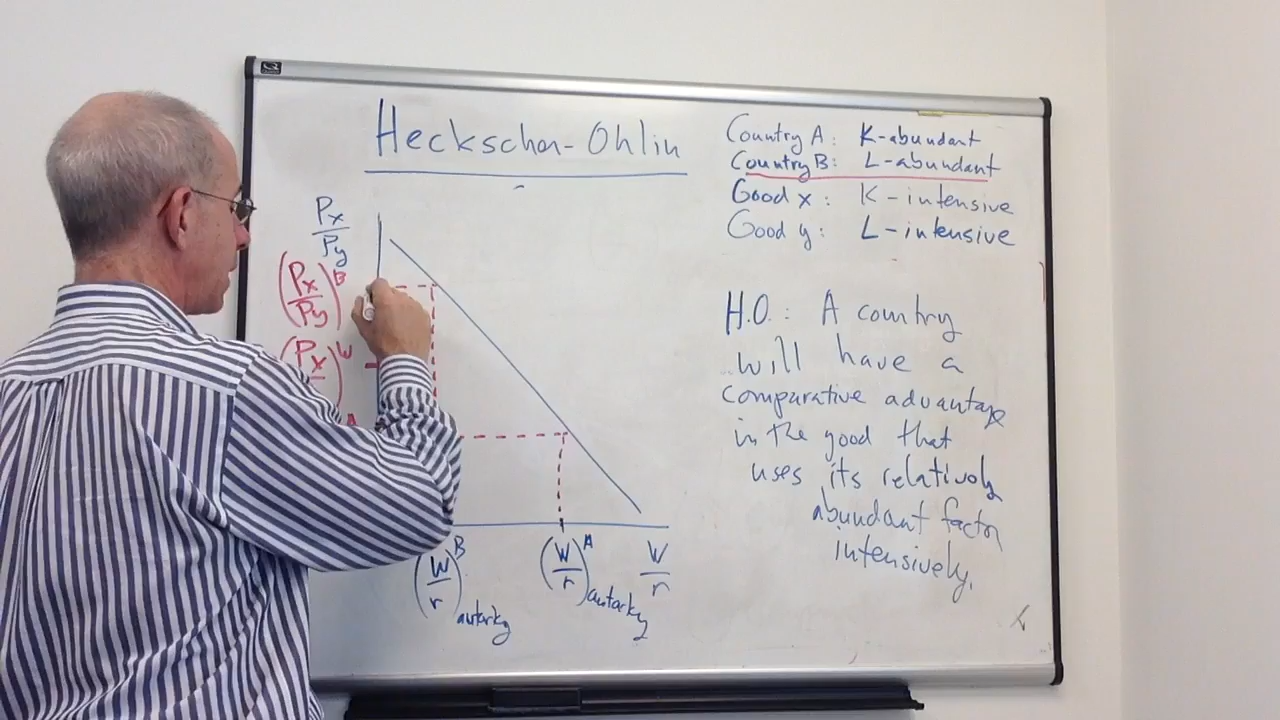 Heckscher-Ohlin
Country A: K-abundant
Country B: L-abundant
Good x: K-intensive
Good y: L-intensive
Px
Py
(Px
Py)B
(Px
)W
A
H.O.: A country
will have a
comparative advantage
in the good that
uses its relatively
abundant factor
intensively.
(W
r)B
autarky
(W
r)A
autarky
W
r